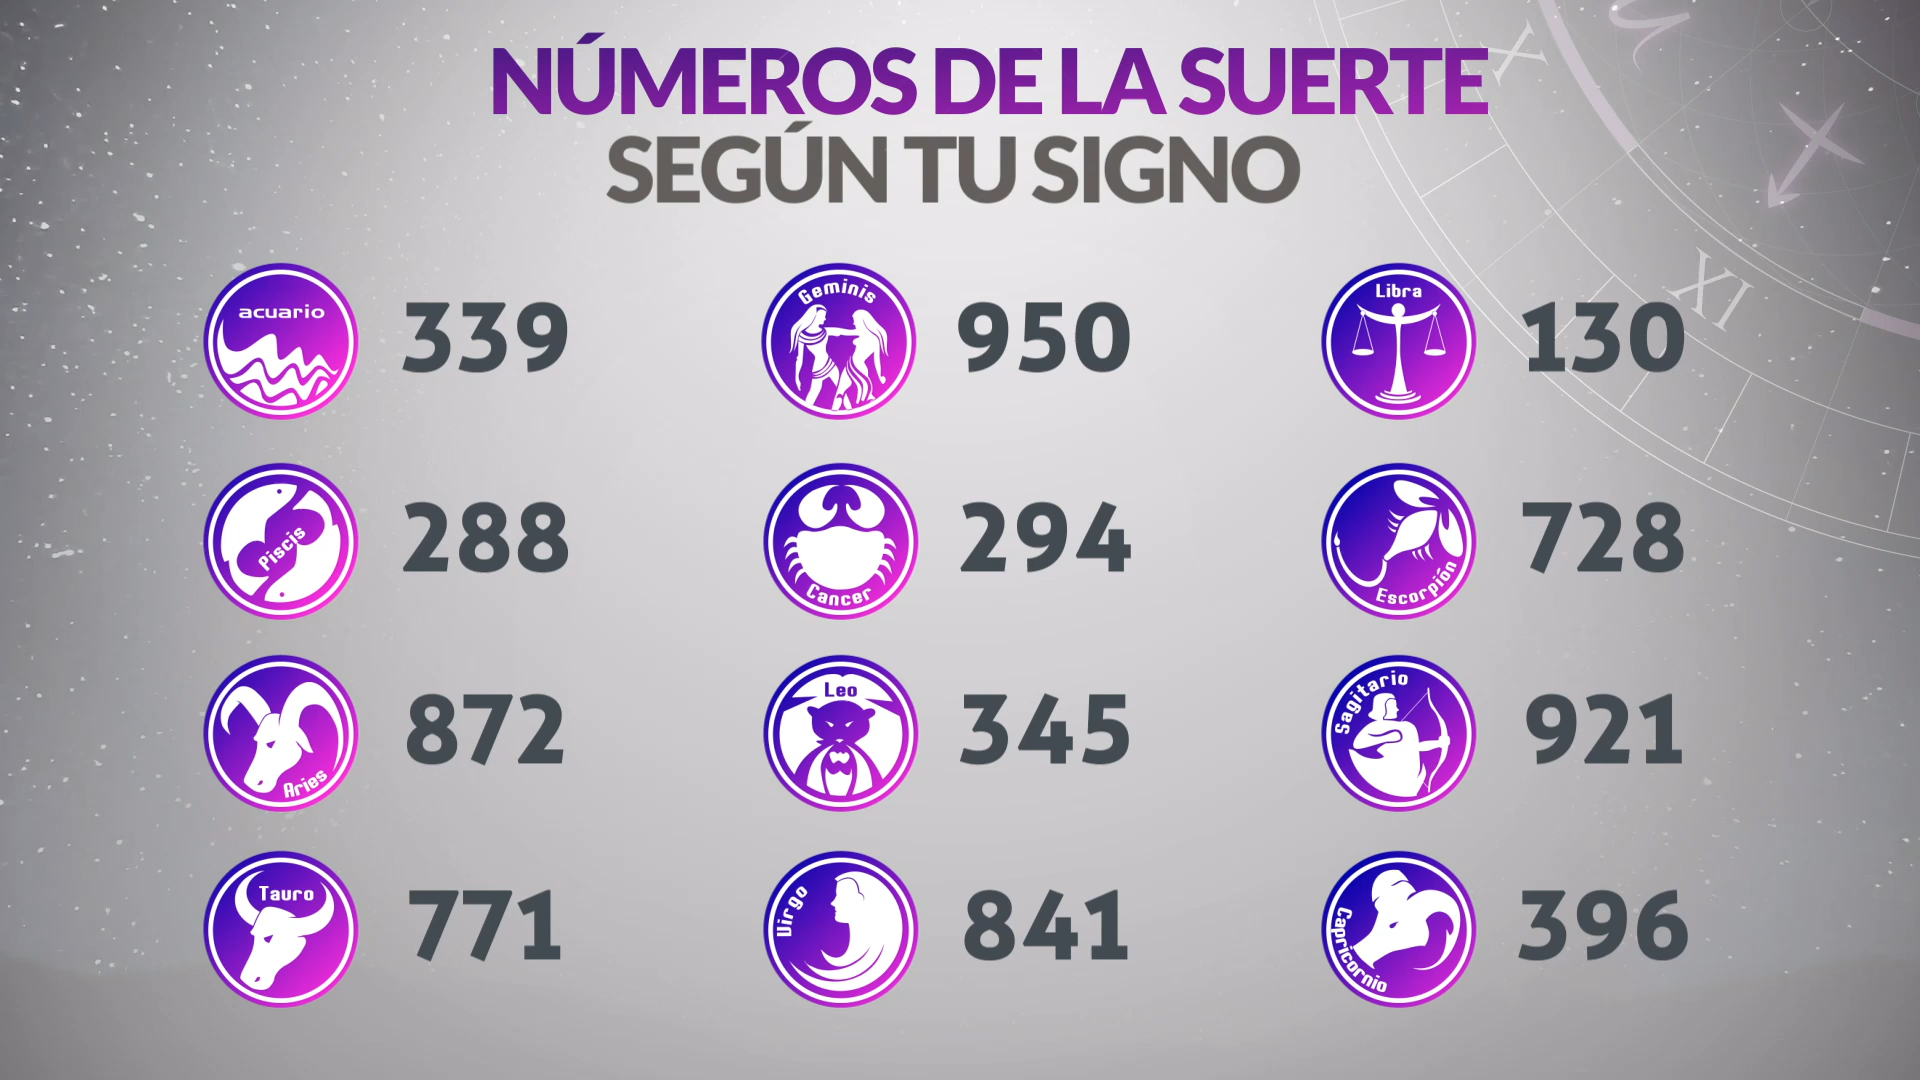 NÚMEROS DE LA SUERTE
SEGÚN TU SIGNO
acuario 339
Geminis 950
Libra 130
Piscis 288
Cancer 294
Escorpión 728
Aries 872
Leo 345
Sagitario 921
Tauro 771
Virgo 841
Capricornio 396
X
XI